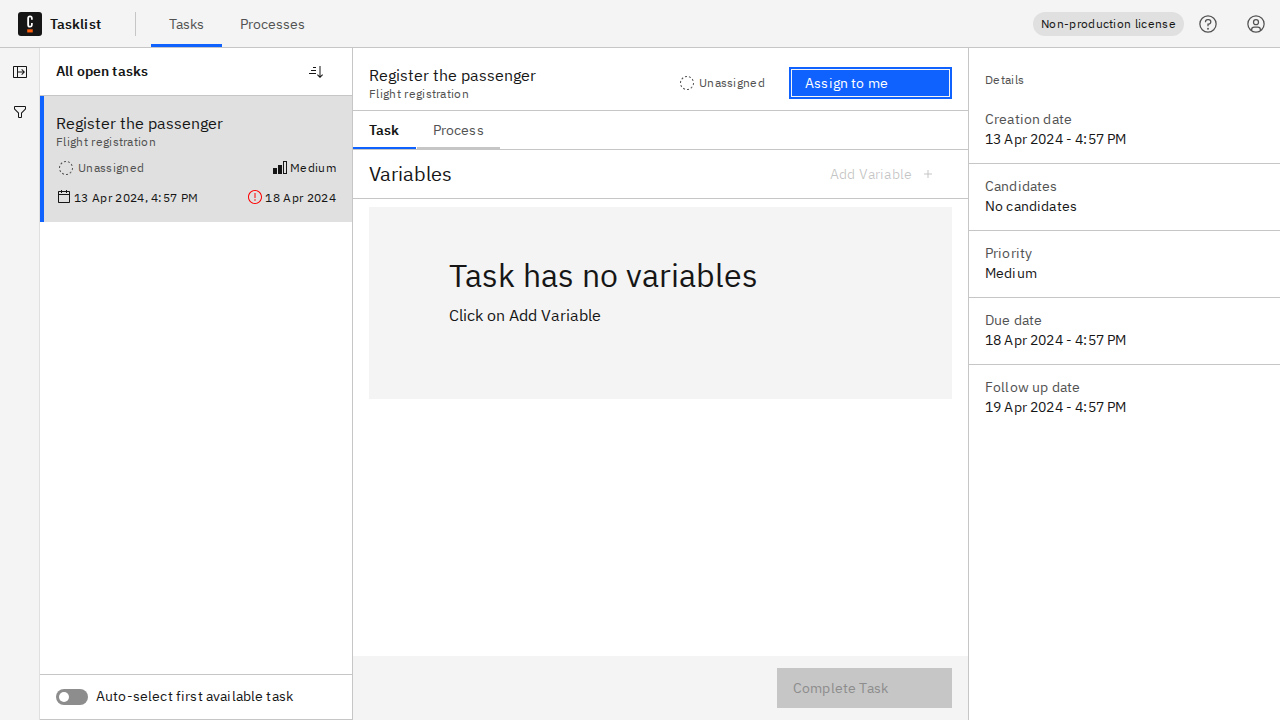 Tasklist
Tasks
Processes
Non-production license
All open tasks
Register the passenger
Flight registration
Unassigned
Medium
13 Apr 2024, 4:57 PM
18 Apr 2024
Auto-select first available task
Register the passenger
Flight registration
Unassigned
Assign to me
Task
Process
Variables
Add Variable
Task has no variables
Click on Add Variable
Complete Task
Details
Creation date
13 Apr 2024 - 4:57 PM
Candidates
No candidates
Priority
Medium
Due date
18 Apr 2024 - 4:57 PM
Follow up date
19 Apr 2024 - 4:57 PM